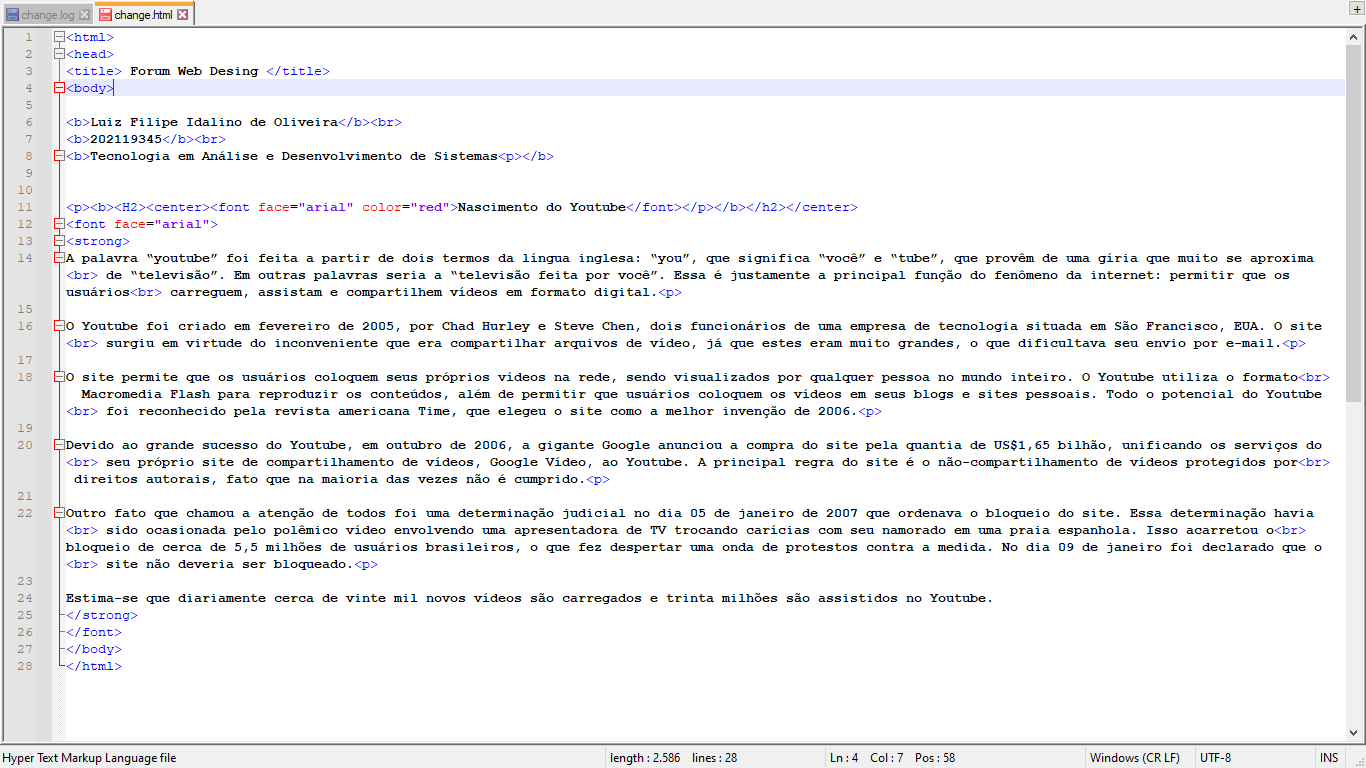 change.log change.html
1 <html>
2 <head>
3 <title> Forum Web Desing </title>
4 <body>
5
6 <b>Luiz Filipe Idalino de Oliveira</b><br>
7 <b>202119345</b><br>
8 <b>Tecnologia em Análise e Desenvolvimento de Sistemas<p></b>
9
10
11 <p><b><H2><center><font face="arial" color="red">Nascimento do Youtube</font></p></b></h2></center>
12 <font face="arial">
13 <strong>
14 A palavra “youtube” foi feita a partir de dois termos da língua inglesa: “you”, que significa “você” e “tube”, que provêm de uma gíria que muito se aproxima
<br> de “televisão”. Em outras palavras seria a “televisão feita por você”. Essa é justamente a principal função do fenômeno da internet: permitir que os
usuários<br> carreguem, assistam e compartilhem vídeos em formato digital.<p>
15
16 O Youtube foi criado em fevereiro de 2005, por Chad Hurley e Steve Chen, dois funcionários de uma empresa de tecnologia situada em São Francisco, EUA. O site
<br> surgiu em virtude do inconveniente que era compartilhar arquivos de vídeo, já que estes eram muito grandes, o que dificultava seu envio por e-mail.<p>
17
18 O site permite que os usuários coloquem seus próprios vídeos na rede, sendo visualizados por qualquer pessoa no mundo inteiro. O Youtube utiliza o formato<br>
Macromedia Flash para reproduzir os conteúdos, além de permitir que usuários coloquem os vídeos em seus blogs e sites pessoais. Todo o potencial do Youtube
<br> foi reconhecido pela revista americana Time, que elegeu o site como a melhor invenção de 2006.<p>
19
20 Devido ao grande sucesso do Youtube, em outubro de 2006, a gigante Google anunciou a compra do site pela quantia de US$1,65 bilhão, unificando os serviços do
<br> seu próprio site de compartilhamento de vídeos, Google Vídeo, ao Youtube. A principal regra do site é o não-compartilhamento de vídeos protegidos por<br>
direitos autorais, fato que na maioria das vezes não é cumprido.<p>
21
22 Outro fato que chamou a atenção de todos foi uma determinação judicial no dia 05 de janeiro de 2007 que ordenava o bloqueio do site. Essa determinação havia
<br> sido ocasionada pelo polêmico vídeo envolvendo uma apresentadora de TV trocando carícias com seu namorado em uma praia espanhola. Isso acarretou o<br>
bloqueio de cerca de 5,5 milhões de usuários brasileiros, o que fez despertar uma onda de protestos contra a medida. No dia 09 de janeiro foi declarado que o
<br> site não deveria ser bloqueado.<p>
23
24 Estima-se que diariamente cerca de vinte mil novos vídeos são carregados e trinta milhões são assistidos no Youtube.
25 </strong>
26 </font>
27 </body>
28 </html>
Hyper Text Markup Language file length : 2.586 lines : 28 Ln : 4 Col : 7 Pos : 58 Windows (CR LF) UTF-8 INS